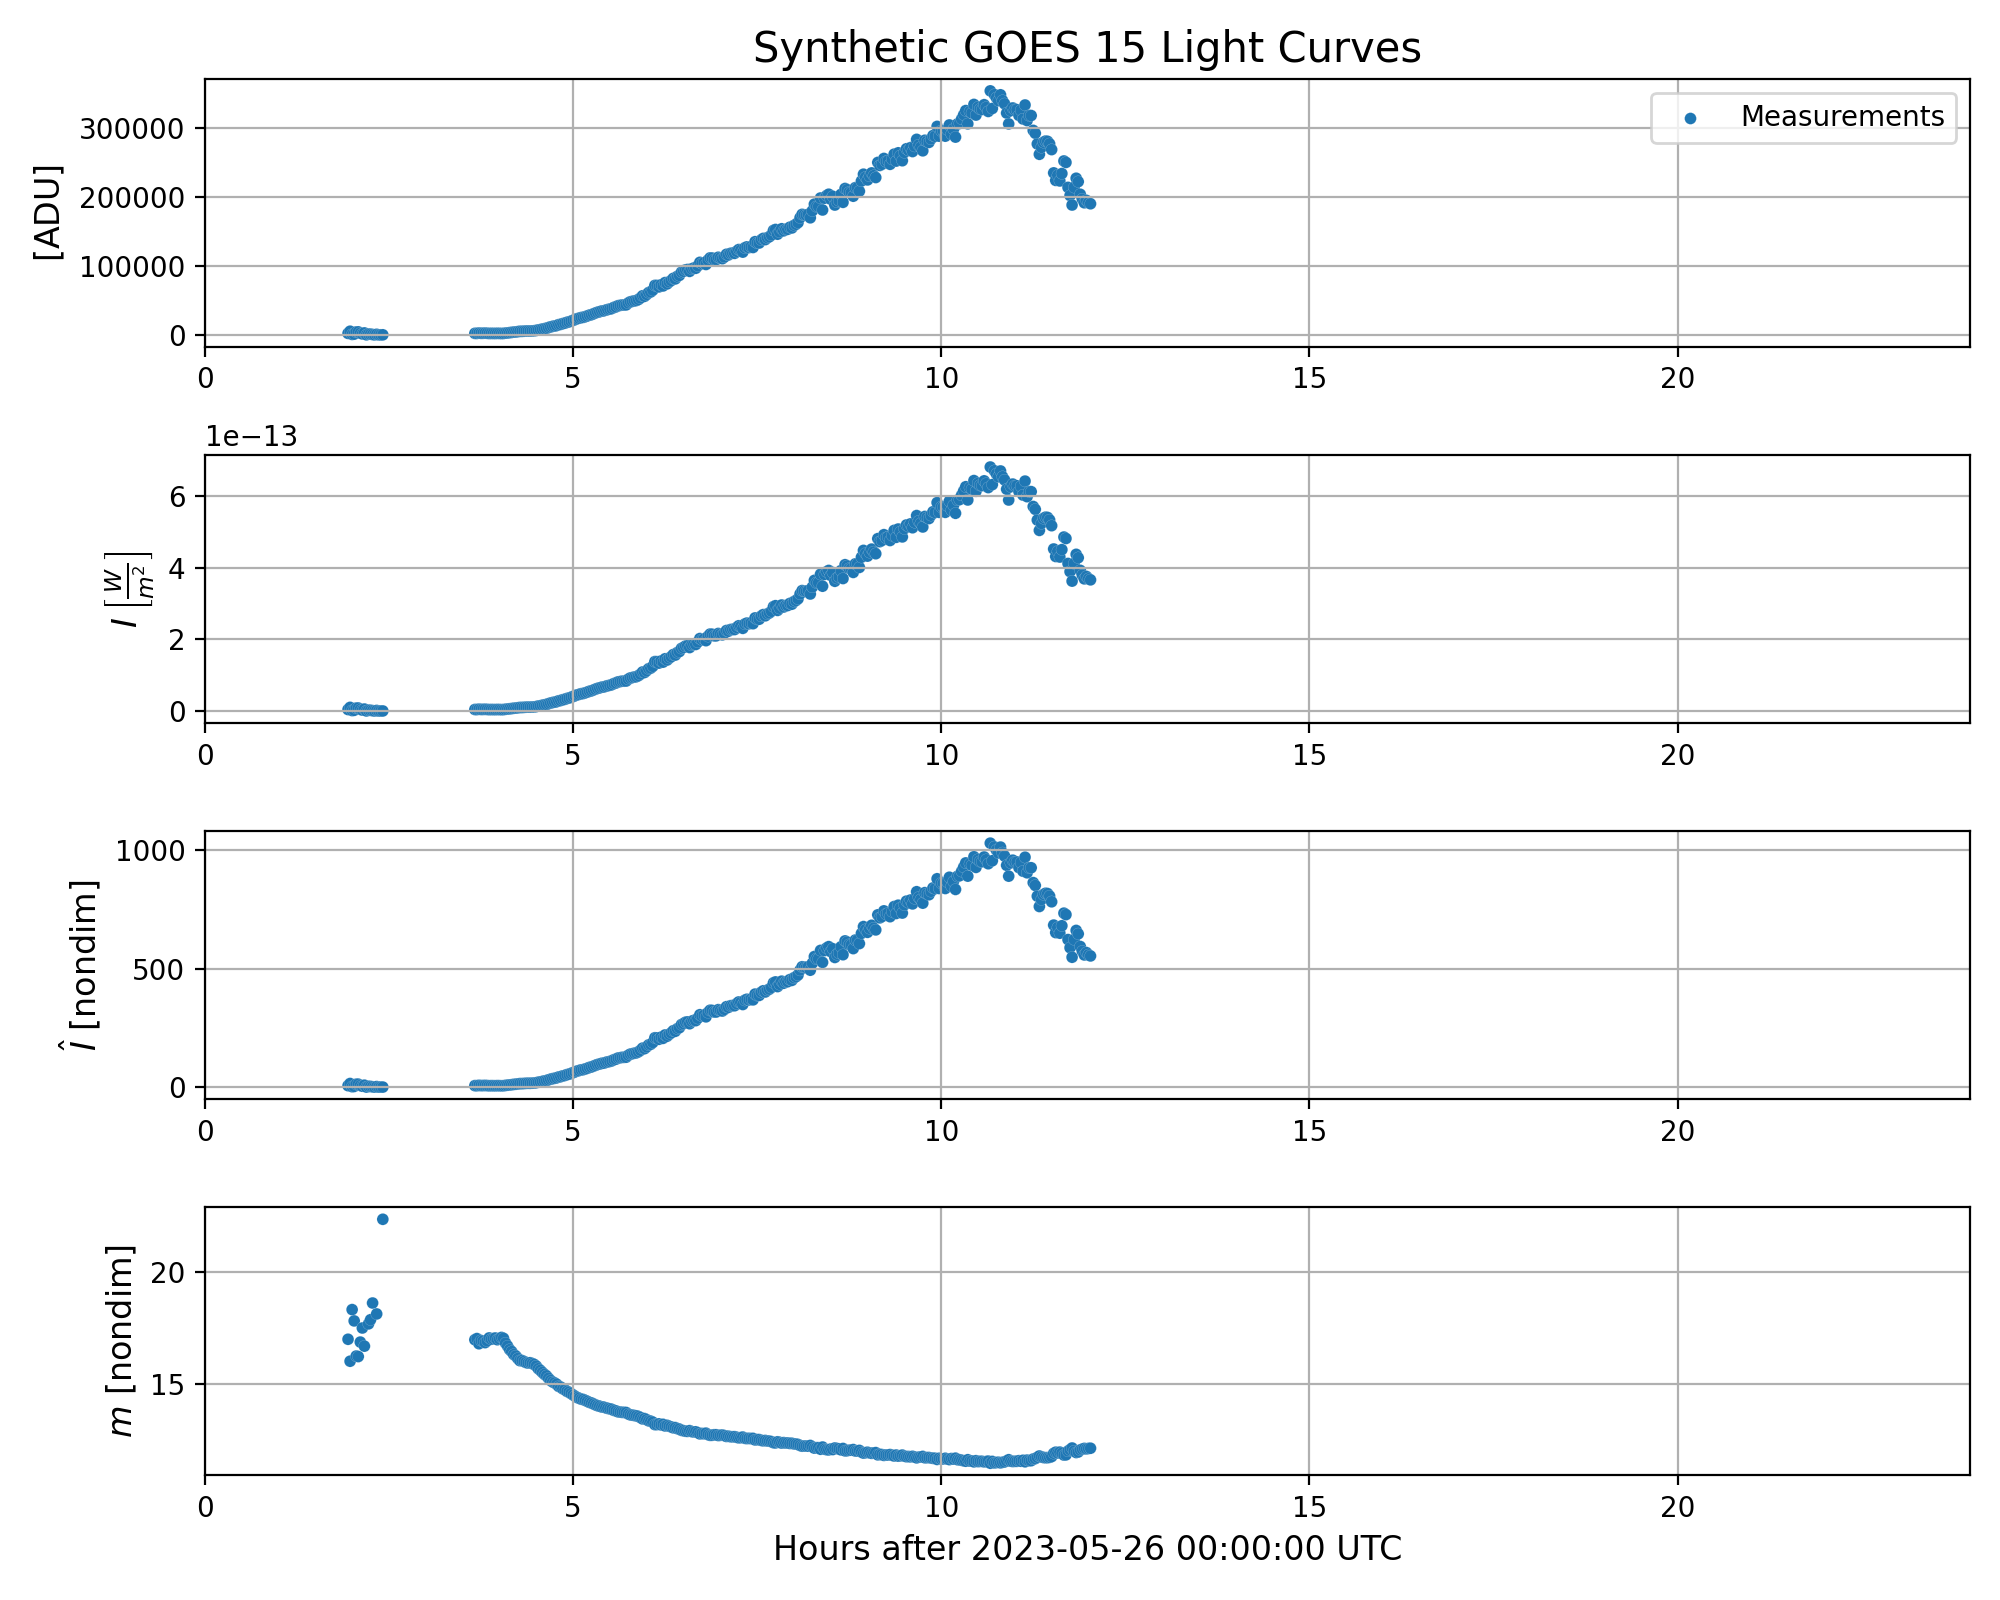 Synthetic GOES 15 Light Curves
[ADU]
300000
200000
100000
0
Measurements
0 5 10 15 20
1e−13
I [W/m²]
6
4
2
0
0 5 10 15 20
Î [nondim]
1000
500
0
0 5 10 15 20
m [nondim]
20
15
0 5 10 15 20
Hours after 2023-05-26 00:00:00 UTC